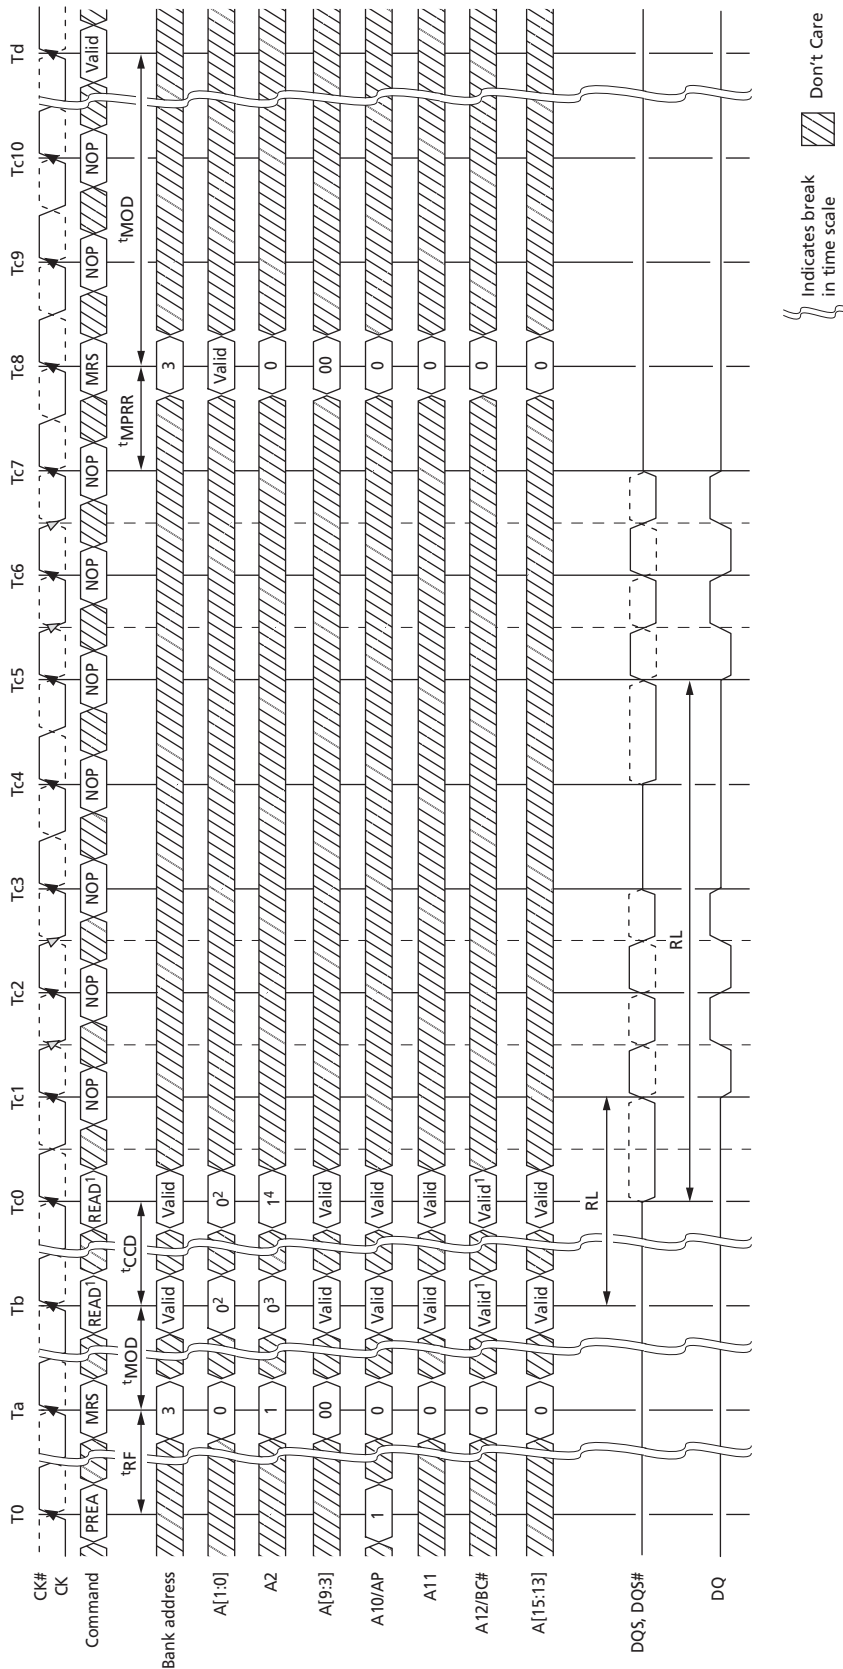 T0 Ta Tb Tc0 Tc1 Tc2 Tc3 Tc4 Tc5 Tc6 Tc7 Tc8 Tc9 Tc10 Td
CK#
CK
Command PREA MRS READ¹ READ¹ NOP NOP NOP NOP NOP NOP NOP MRS NOP NOP Valid
tRF tMOD tCCD tMPRR tMOD
Bank address 3 Valid Valid 3
A[1:0] 0 0² 0² Valid
A2 1 0³ 1⁴ 0
A[9:3] 00 Valid Valid 00
A10/AP 1 0 Valid Valid 0
A11 0 Valid Valid 0
A12/BC# 0 Valid¹ Valid¹ 0
A[15:13] 0 Valid Valid 0
RL
DQS, DQS#
RL
DQ
Indicates break
in time scale
Don't Care